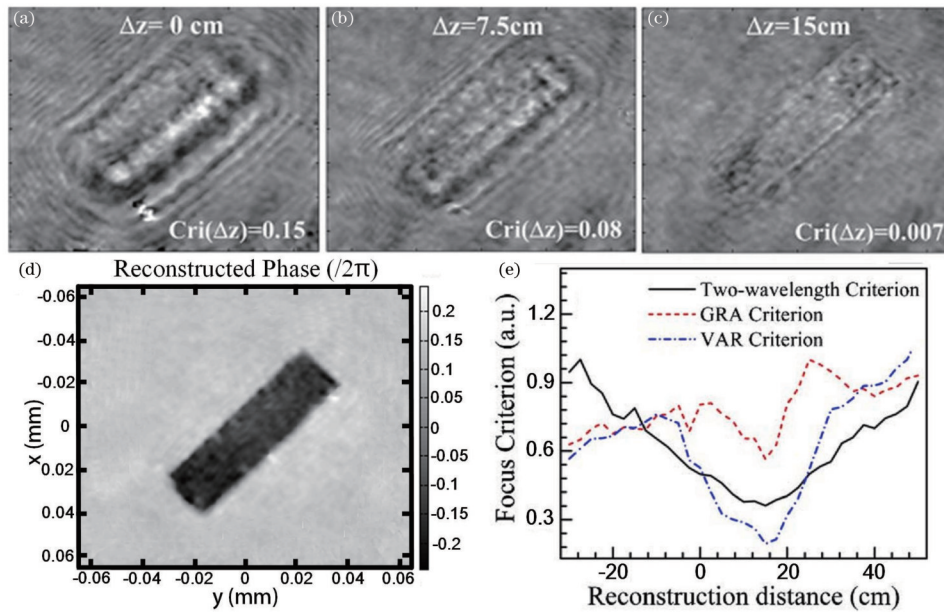 (a)
Δz= 0 cm
Cri(Δz)=0.15
(b)
Δz=7.5cm
Cri(Δz)=0.08
(c)
Δz=15cm
Cri(Δz)=0.007
(d)
Reconstructed Phase (/2π)
-0.06
-0.04
-0.02
0
0.02
0.04
0.06
x (mm)
-0.06
-0.04
-0.02
0
0.02
0.04
0.06
y (mm)
0.2
0.15
0.1
0.05
0
-0.05
-0.1
-0.15
-0.2
(e)
Two-wavelength Criterion
GRA Criterion
VAR Criterion
1.2
0.9
0.6
0.3
Focus Criterion (a.u.)
-20
0
20
40
Reconstruction distance (cm)